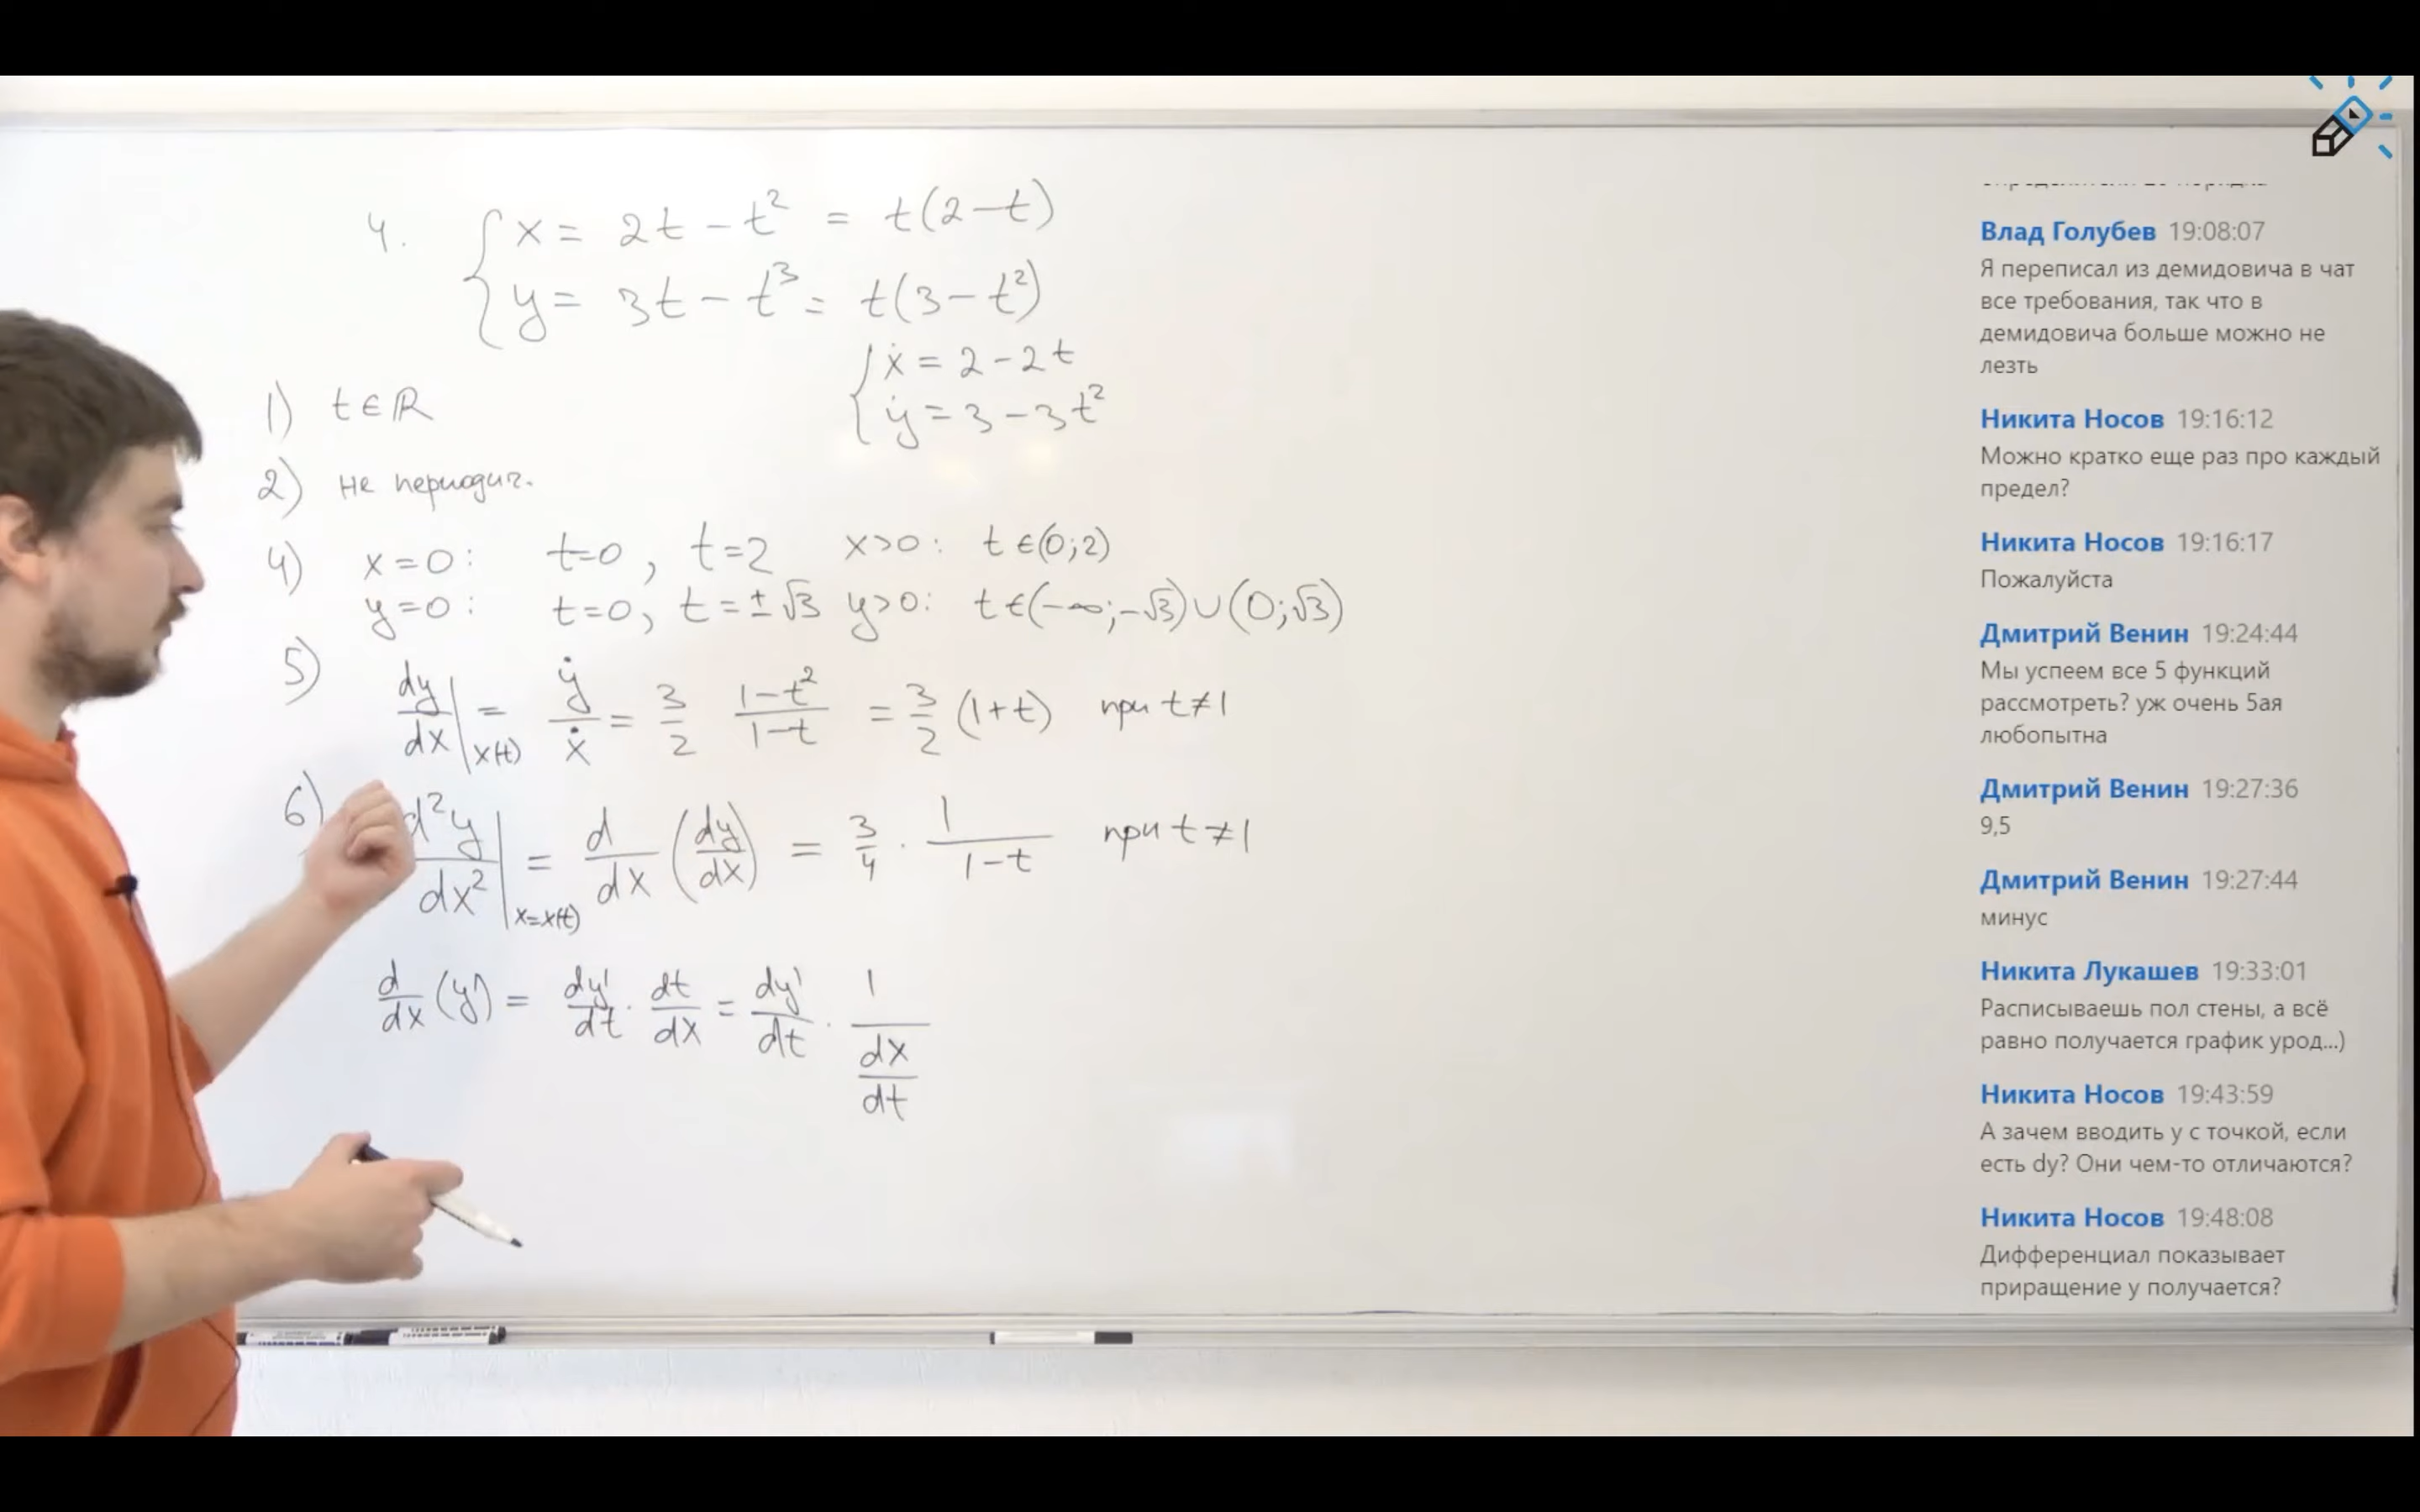 4. { x = 2t - t² = t(2-t)
y = 3t - t³ = t(3-t²)
{ ẋ = 2-2t
ẏ = 3-3t²
1) t∈ℝ
2) не периодич.
4) x=0: t=0, t=2 x>0: t∈(0;2)
y=0: t=0, t=±√3 y>0: t∈(-∞;-√3)∪(0;√3)
5) dy/dx|x(t) = ẏ/ẋ = 3/2 (1-t²)/(1-t) = 3/2 (1+t) при t≠1
6) d²y/dx²|x=x(t) = d/dx (dy/dx) = 3/4 · 1/(1-t) при t≠1
d/dx (y') = dy'/dt · dt/dx = dy'/dt · 1/(dx/dt)
Влад Голубев 19:08:07
Я переписал из демидовича в чат
все требования, так что в
демидовича больше можно не
лезть
Никита Носов 19:16:12
Можно кратко еще раз про каждый
предел?
Никита Носов 19:16:17
Пожалуйста
Дмитрий Венин 19:24:44
Мы успеем все 5 функций
рассмотреть? уж очень 5ая
любопытна
Дмитрий Венин 19:27:36
9,5
Дмитрий Венин 19:27:44
минус
Никита Лукашев 19:33:01
Расписываешь пол стены, а всё
равно получается график урод...)
Никита Носов 19:43:59
А зачем вводить у с точкой, если
есть dy? Они чем-то отличаются?
Никита Носов 19:48:08
Дифференциал показывает
приращение у получается?